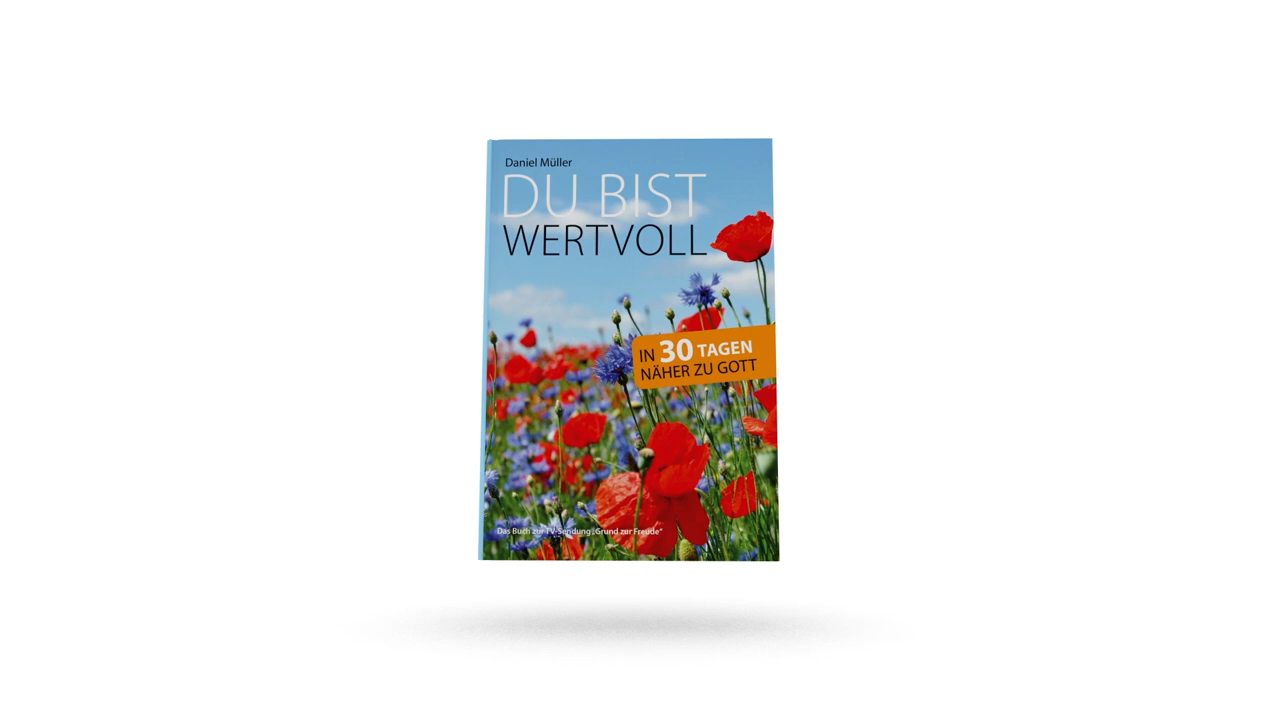 Daniel Müller
DU BIST
WERTVOLL
IN 30 TAGEN
NÄHER ZU GOTT
Das Buch zur TV-Sendung „Grund zur Freude“